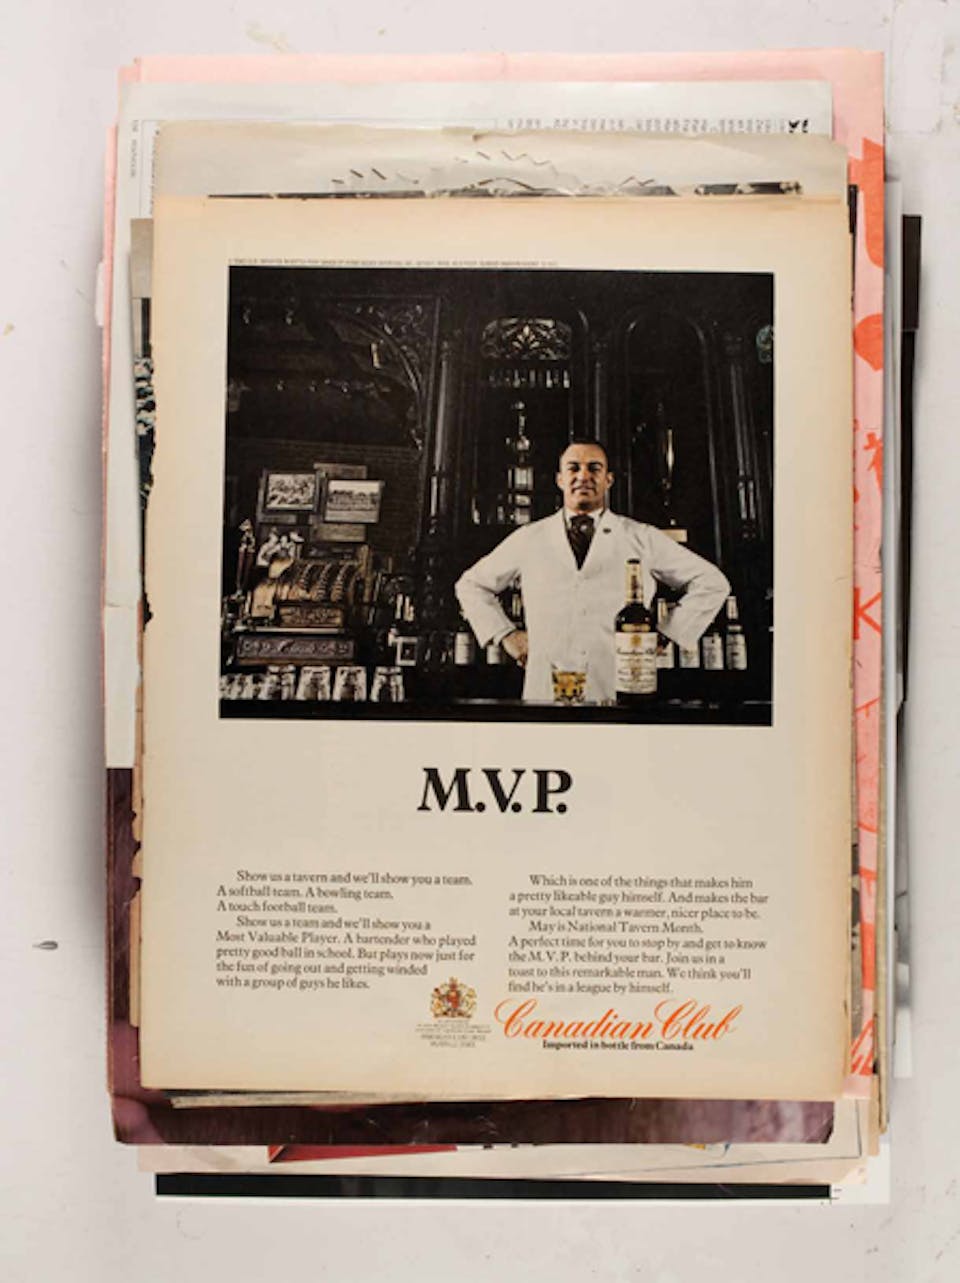 M.V.P.
Show us a tavern and we'll show you a team.
A softball team. A bowling team.
A touch football team.
Show us a team and we'll show you a
Most Valuable Player. A bartender who played
pretty good ball in school. But plays now just for
the fun of going out and getting winded
with a group of guys he likes.
Which is one of the things that makes him
a pretty likeable guy himself. And makes the bar
at your local tavern a warmer, nicer place to be.
May is National Tavern Month.
A perfect time for you to stop by and get to know
the M.V.P. behind your bar. Join us in a
toast to this remarkable man. We think you'll
find he's in a league by himself.
Canadian Club
Imported in bottle from Canada
Canadian Club